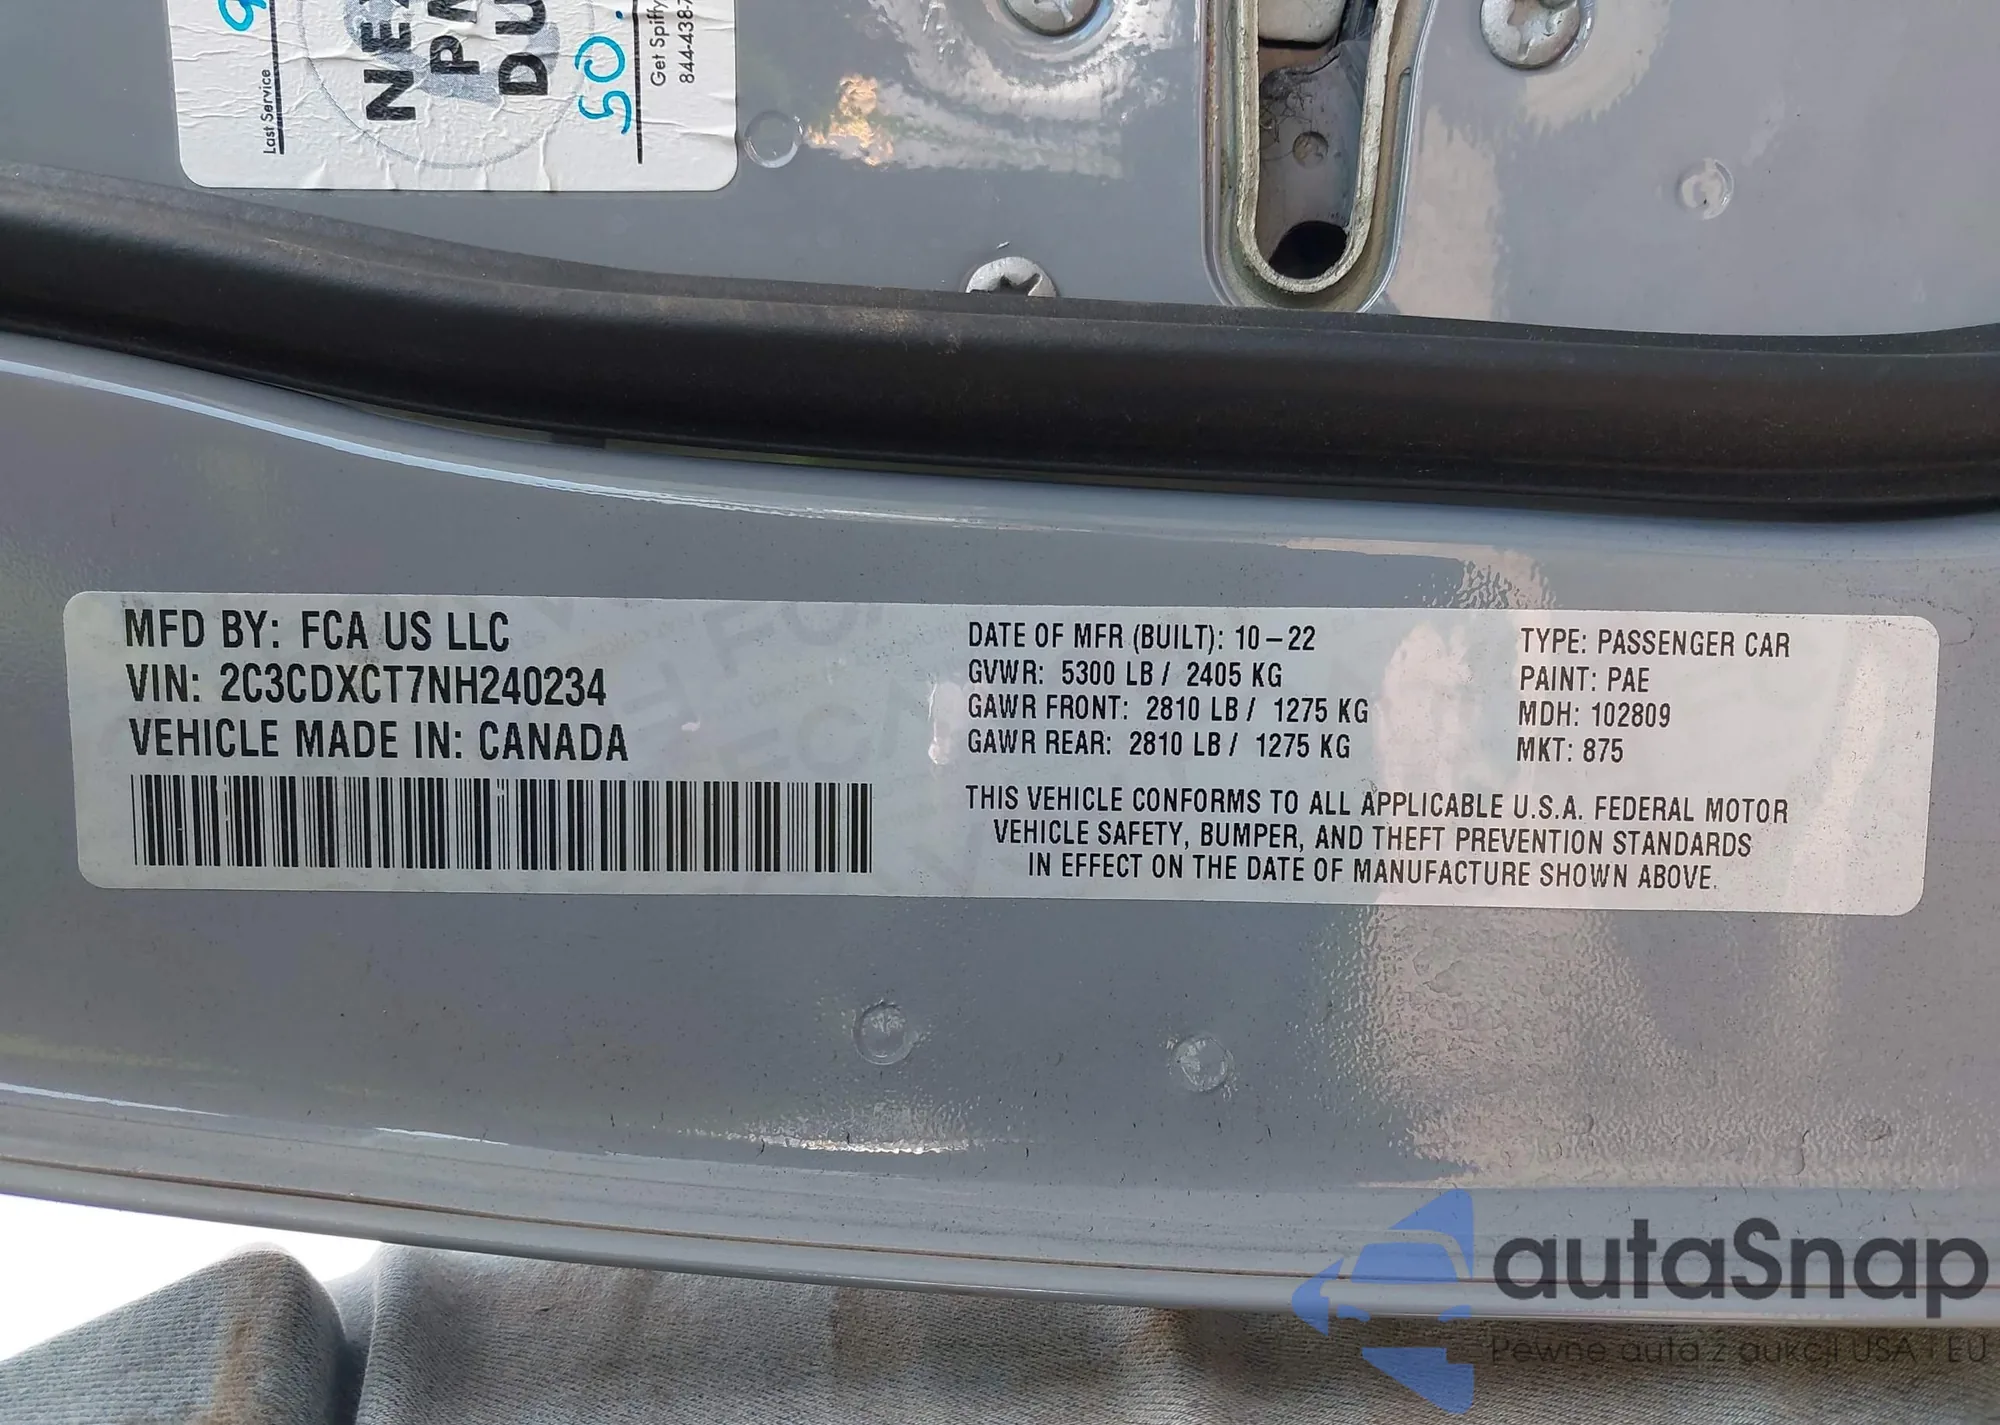 Last Service
50
Get Spiffy
MFD BY: FCA US LLC
VIN: 2C3CDXCT7NH240234
VEHICLE MADE IN: CANADA
DATE OF MFR (BUILT): 10-22
GVWR: 5300 LB / 2405 KG
GAWR FRONT: 2810 LB / 1275 KG
GAWR REAR: 2810 LB / 1275 KG
TYPE: PASSENGER CAR
PAINT: PAE
MDH: 102809
MKT: 875
THIS VEHICLE CONFORMS TO ALL APPLICABLE U.S.A. FEDERAL MOTOR
VEHICLE SAFETY, BUMPER, AND THEFT PREVENTION STANDARDS
IN EFFECT ON THE DATE OF MANUFACTURE SHOWN ABOVE.
autaSnap
Pewne auta z aukcji USA i EU